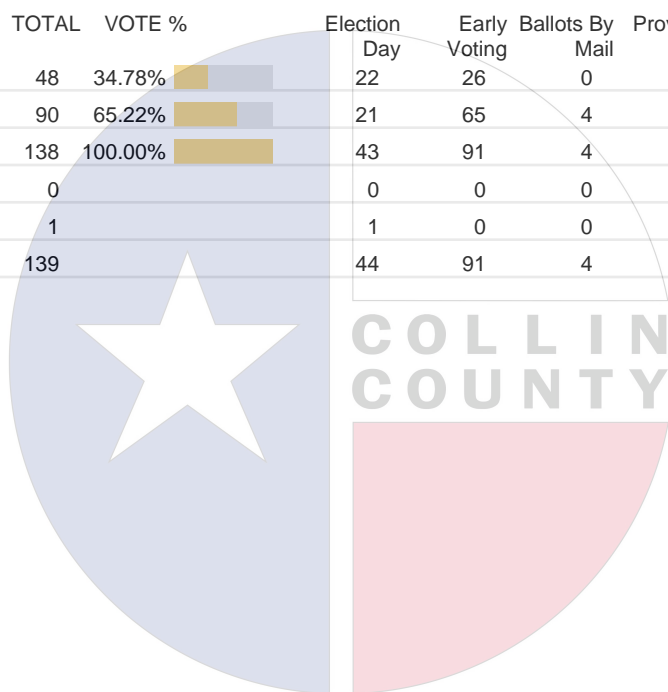 TOTAL VOTE % Election Day Early Voting Ballots By Mail Prov
48 34.78% 22 26 0
90 65.22% 21 65 4
138 100.00% 43 91 4
0 0 0 0
1 1 0 0
139 44 91 4
COLLIN
COUNTY